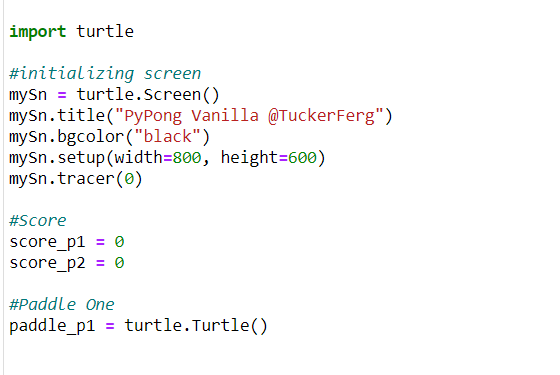 import turtle
#initializing screen
mySn = turtle.Screen()
mySn.title("PyPong Vanilla @TuckerFerg")
mySn.bgcolor("black")
mySn.setup(width=800, height=600)
mySn.tracer(0)
#Score
score_p1 = 0
score_p2 = 0
#Paddle One
paddle_p1 = turtle.Turtle()